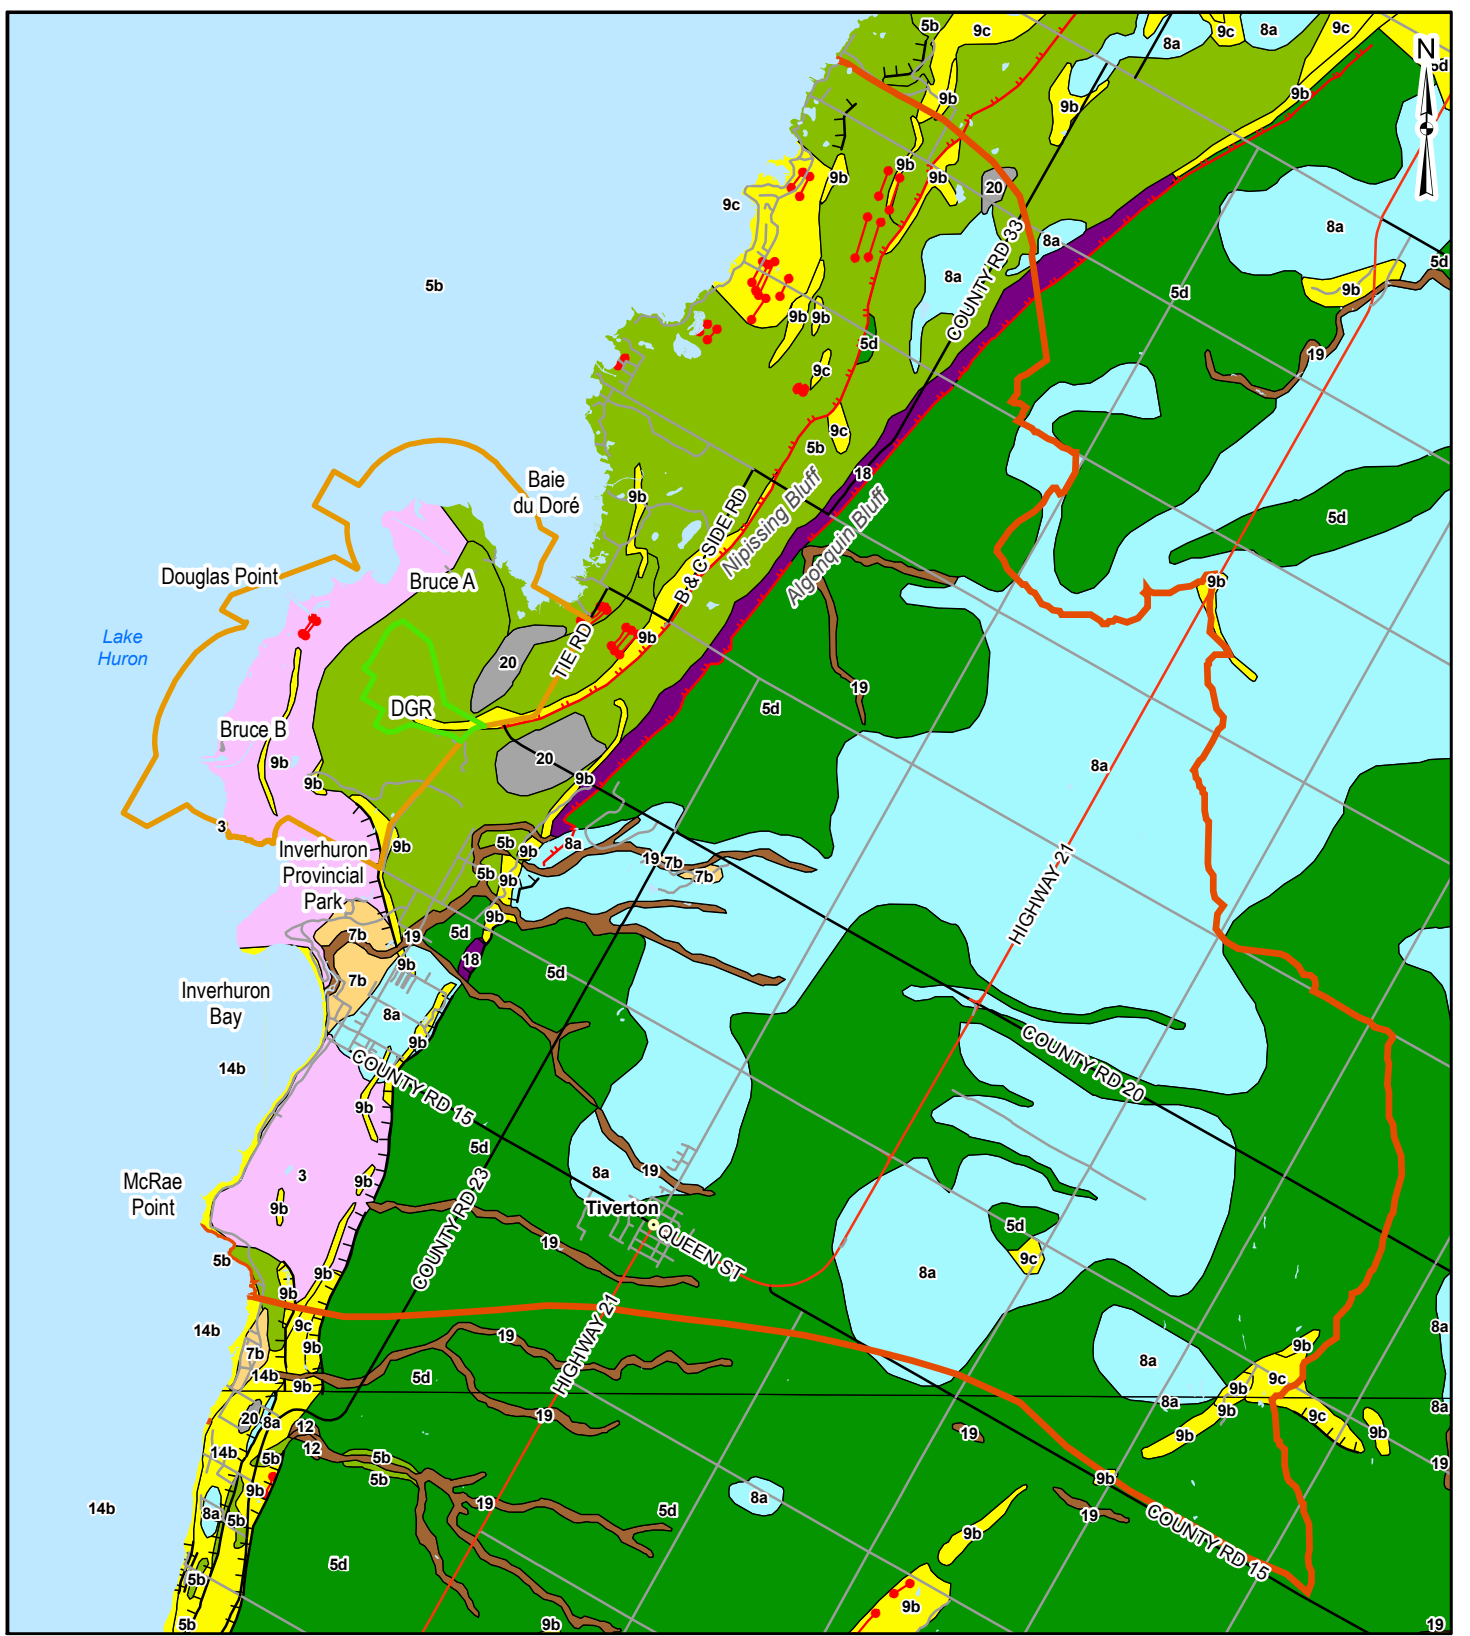 5b
9c
8a
9c
8a
9c
N
5d
9b
9b
9b
9b
9b
9b
20
9c
8a
8a
8a
5d
COUNTY RD 33
5b
5d
9b
9b
9b
5d
19
9c
9c
5b
18
Baie
du Doré
9b
B & C SIDE RD
Nipissing Bluff
Algonquin Bluff
5d
Douglas Point
Bruce A
9b
Lake
Huron
TIE RD
9b
20
19
DGR
5d
Bruce B
9b
20
9b
9b
8a
3
Inverhuron
Provincial
Park
9b
5b
9b
8a
19
7b
7b
5b
9b
HIGHWAY 21
7b
19
9b
5d
18
5d
9b
7b
Inverhuron
Bay
8a
9b
COUNTY RD 20
14b
COUNTY RD 15
9b
5d
McRae
Point
3
9b
9b
8a
19
Tiverton
QUEEN ST
COUNTY RD 23
5d
9c
8a
19
5b
9b
9b
14b
9c
9b
7b
14b
9b
19
5d
HIGHWAY 21
8a
8a
9b
9c
9b
8a
8a
9b
9c
9b
9b
20
8a
12
12
19
19
14b
5b
5b
5b
19
9b
9b
14b
8a
5b
19
5d
8a
19
COUNTY RD 15
9b
5d
5b
9b
5b
9b
19